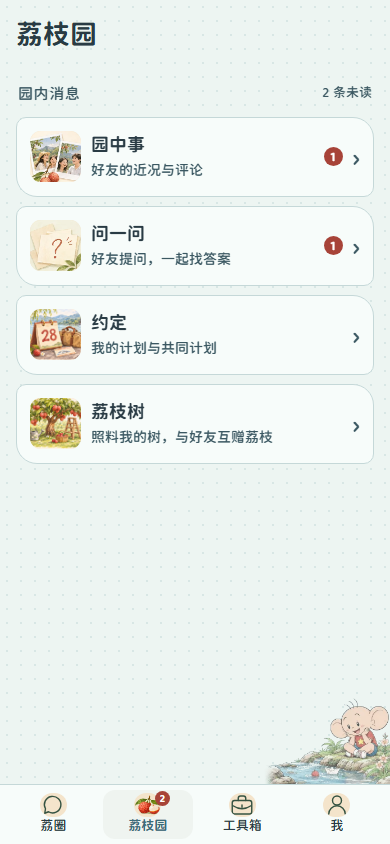 荔枝园
园内消息
2 条未读
园中事
好友的近况与评论
1
问一问
好友提问，一起找答案
1
28
约定
我的计划与共同计划
荔枝树
照料我的树，与好友互赠荔枝
2
荔圈
荔枝园
工具箱
我